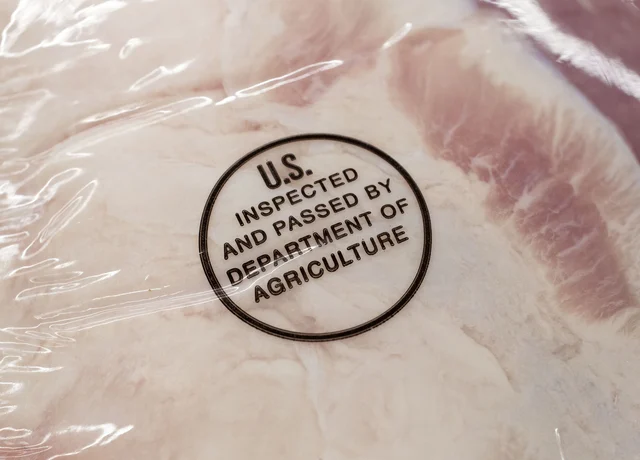 U.S.
INSPECTED
AND PASSED BY
DEPARTMENT OF
AGRICULTURE